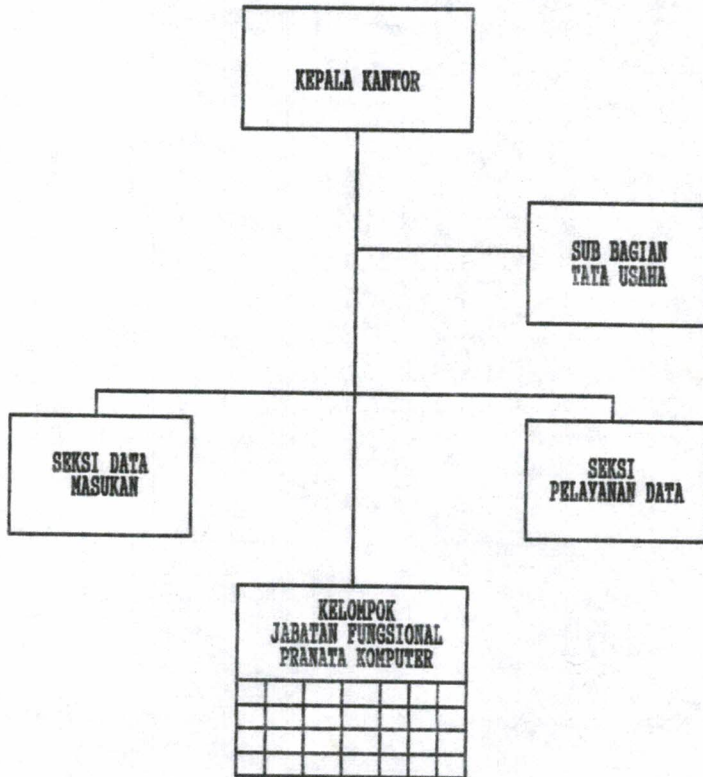 KEPALA KANTOR
SUB BAGIAN
TATA USAHA
SEKSI DATA
MASUKAN
SEKSI
PELAYANAN DATA
KELOMPOK
JABATAN FUNGSIONAL
PRANATA KOMPUTER